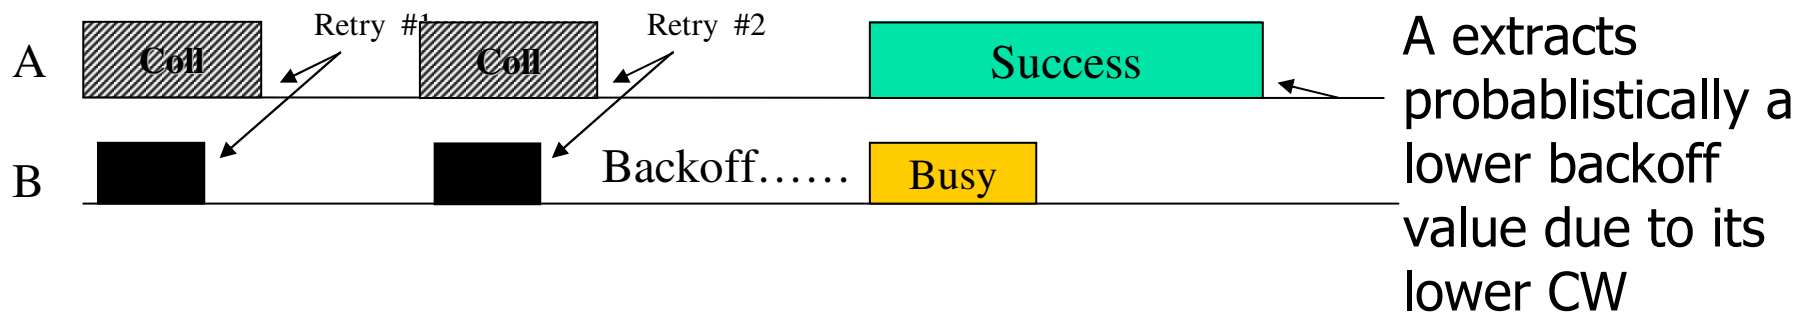 Retry #1
Retry #2
A
Coll
Coll
Success
B
Backoff......
Busy
A extracts
probablistically a
lower backoff
value due to its
lower CW